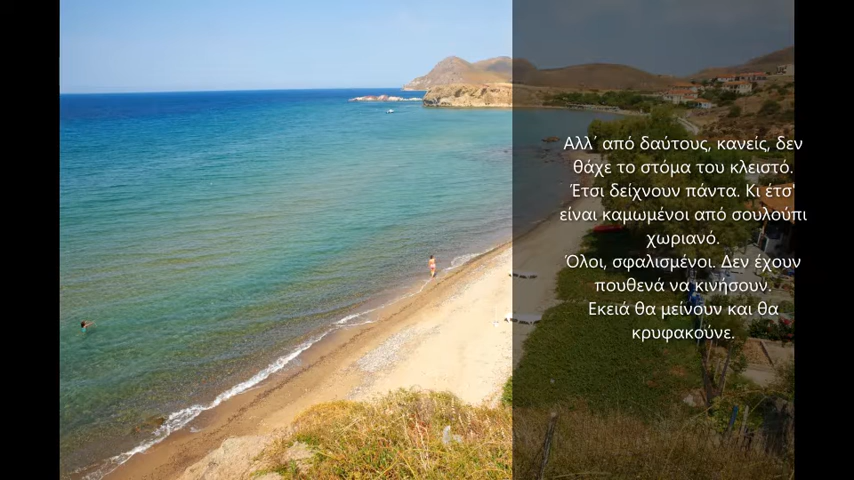 Αλλ' από δαύτους, κανείς, δεν
θάχε το στόμα του κλειστό.
Έτσι δείχνουν πάντα. Κι έτσ'
είναι καμωμένοι από σουλούπι
χωριανό.
Όλοι, σφαλισμένοι. Δεν έχουν
πουθενά να κινήσουν.
Εκειά θα μείνουν και θα
κρυφακούνε.